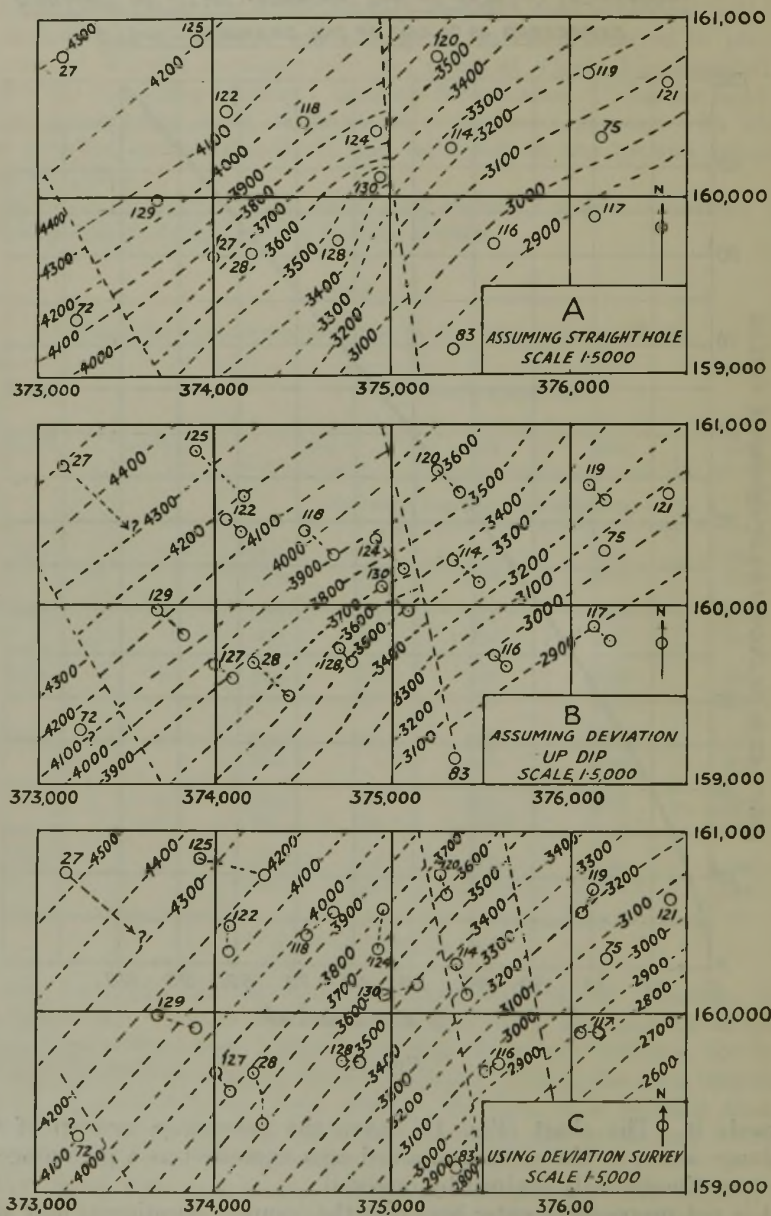 4300 125 120 161,000
27 4200 3500 119
3400
122 118 3300 121
4100 3200 75
4000 124 114 3100
3900 130
3800 3000 160,000
4400 129 3700 2900 117 N
4300 27 28 3600 116
3500 128
4200 72 3400
4100 3300 83
4000 3200
3100
A
ASSUMING STRAIGHT HOLE
SCALE 1:5000
159,000
373,000 374,000 375,000 376,000
161,000
27 125 120 3600
4400 3500 119
? 4300 122 118 3400 121
4200 4100 3300 75
4000 124 114 3200
3900 130 3100
129 3800 3000 160,000
3700 117 N
3600 2900
4300 127 28 128 3500 116
3400
4200 72 3300
4100 ? 3200 83
4000 3100
3900
B
ASSUMING DEVIATION
UP DIP
SCALE, 1:5,000
159,000
373,000 374,000 375,000 376,000
161,000
4500 125 3700 3400
27 4400 4200 120 3600 3300
4300 4100 3500 119 3200
122 4000 3400 3100 121
? 118 3900 3300 75 3000
3800 124 114 3200 2900
129 3700 130 3100 2800
3600 3000 117 2700 160,000
127 28 128 3500 116 2900 2600
4200 3400 N
? 3300
72 3200
4100 3100
4000 3000 83
2900
2800
C
USING DEVIATION SURVEY
SCALE 1:5,000
159,000
373,000 374,000 375,000 376,00